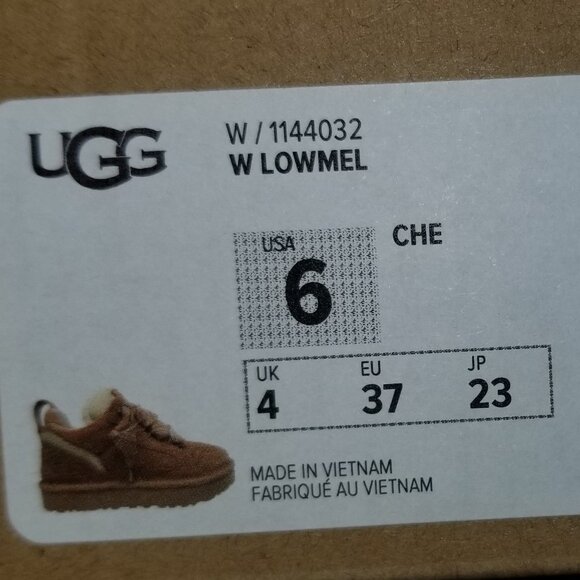 UGG
W / 1144032
W LOWMEL
USA
6
CHE
UK EU JP
4 37 23
MADE IN VIETNAM
FABRIQUÉ AU VIETNAM